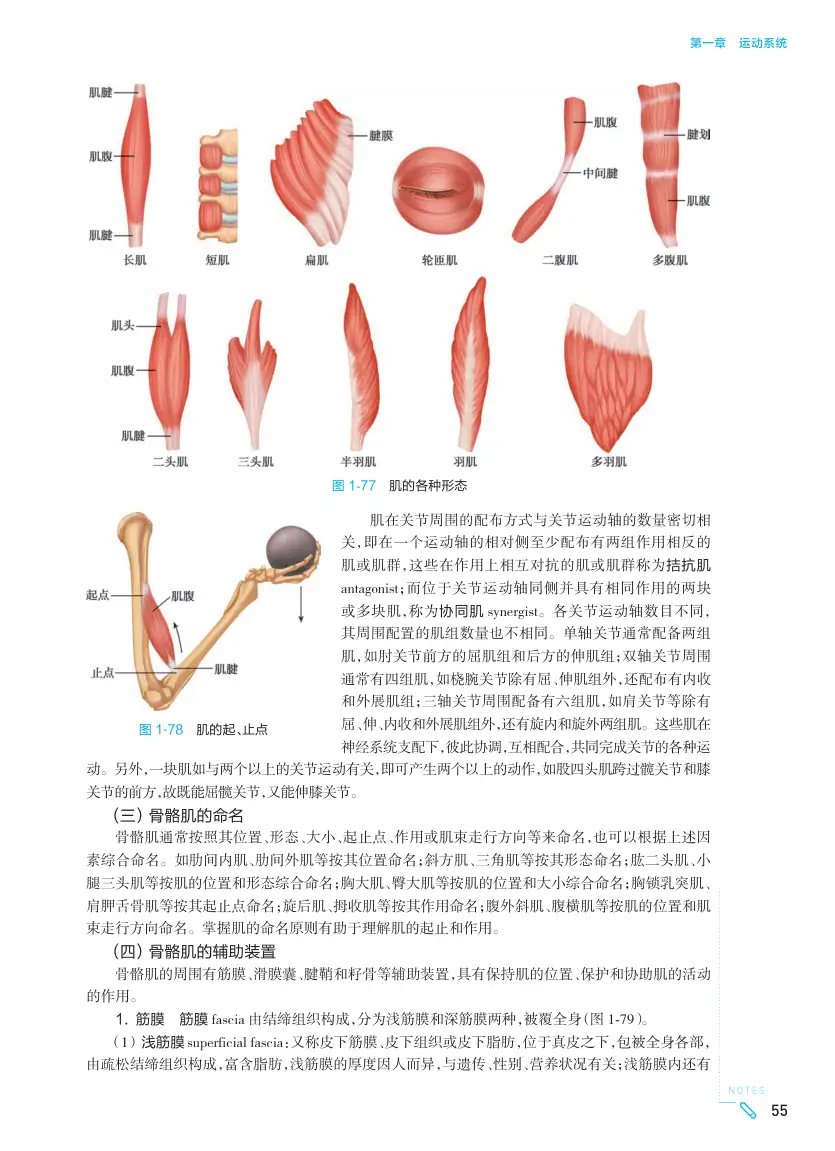 第一章 运动系统
肌腱
肌腹
肌腱
腱膜
肌腹
中间腱
腱划
肌腹
长肌 短肌 扁肌 轮匝肌 二腹肌 多腹肌
肌头
肌腹
肌腱
二头肌 三头肌 半羽肌 羽肌 多羽肌
图 1-77 肌的各种形态
起点
肌腹
止点
肌腱
图 1-78 肌的起、止点
肌在关节周围的配布方式与关节运动轴的数量密切相
关,即在一个运动轴的相对侧至少配布有两组作用相反的
肌或肌群,这些在作用上相互对抗的肌或肌群称为拮抗肌
antagonist;而位于关节运动轴同侧并具有相同作用的两块
或多块肌,称为协同肌 synergist。各关节运动轴数目不同,
其周围配置的肌组数量也不相同。单轴关节通常配备两组
肌,如肘关节前方的屈肌组和后方的伸肌组;双轴关节周围
通常有四组肌,如桡腕关节除有屈、伸肌组外,还配布有内收
和外展肌组;三轴关节周围配备有六组肌,如肩关节等除有
屈、伸、内收和外展肌组外,还有旋内和旋外两组肌。这些肌在
神经系统支配下,彼此协调,互相配合,共同完成关节的各种运
动。另外,一块肌如与两个以上的关节运动有关,即可产生两个以上的动作,如股四头肌跨过髋关节和膝
关节的前方,故既能屈髋关节,又能伸膝关节。
(三)骨骼肌的命名
骨骼肌通常按照其位置、形态、大小、起止点、作用或肌束走行方向等来命名,也可以根据上述因
素综合命名。如肋间内肌、肋间外肌等按其位置命名;斜方肌、三角肌等按其形态命名;肱二头肌、小
腿三头肌等按肌的位置和形态综合命名;胸大肌、臀大肌等按肌的位置和大小综合命名;胸锁乳突肌、
肩胛舌骨肌等按其起止点命名;旋后肌、拇收肌等按其作用命名;腹外斜肌、腹横肌等按肌的位置和肌
束走行方向命名。掌握肌的命名原则有助于理解肌的起止和作用。
(四)骨骼肌的辅助装置
骨骼肌的周围有筋膜、滑膜囊、腱鞘和籽骨等辅助装置,具有保持肌的位置、保护和协助肌的活动
的作用。
1. 筋膜 筋膜 fascia 由结缔组织构成,分为浅筋膜和深筋膜两种,被覆全身(图 1-79)。
(1)浅筋膜 superficial fascia:又称皮下筋膜、皮下组织或皮下脂肪,位于真皮之下,包被全身各部,
由疏松结缔组织构成,富含脂肪,浅筋膜的厚度因人而异,与遗传、性别、营养状况有关;浅筋膜内还有
NOTES
55